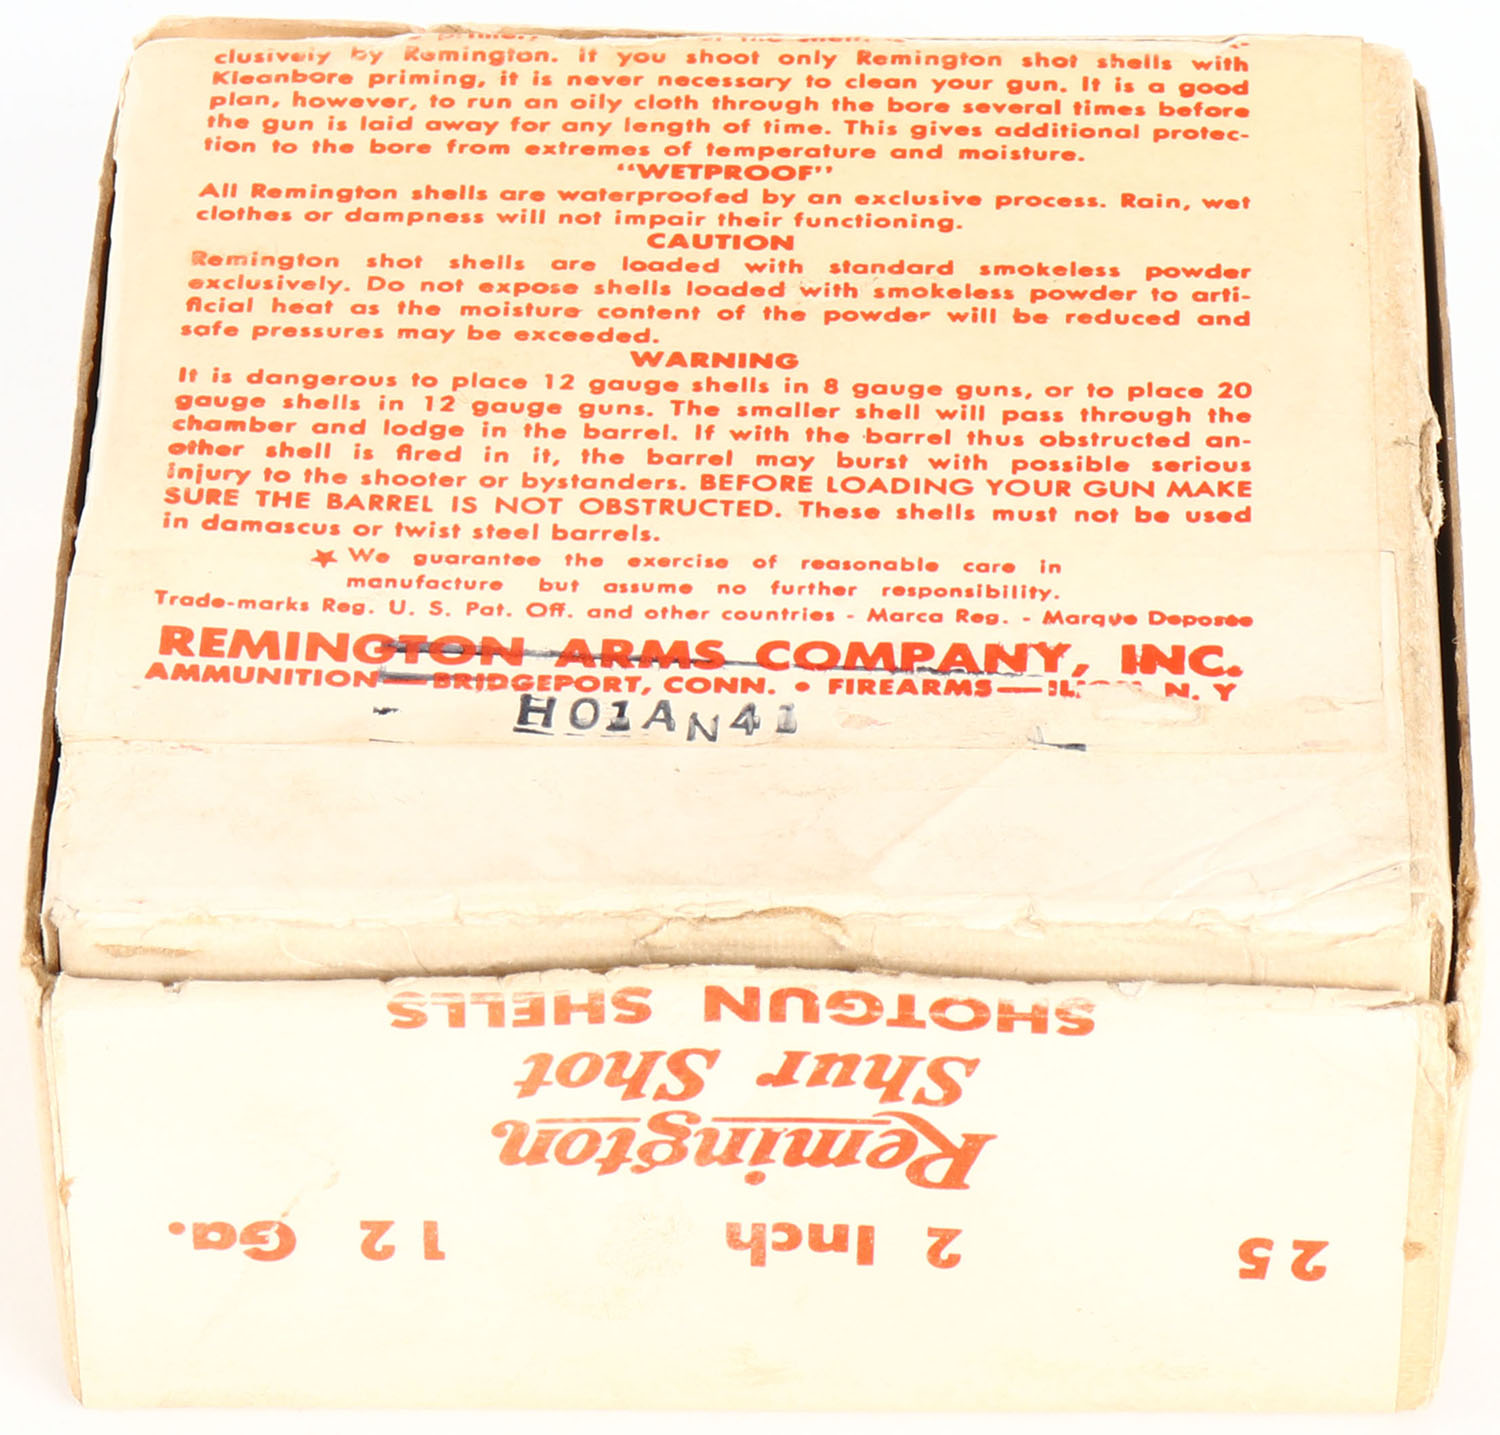 clusively by Remington. If you shoot only Remington shot shells with
Kleanbore priming, it is never necessary to clean your gun. It is a good
plan, however, to run an oily cloth through the bore several times before
the gun is laid away for any length of time. This gives additional protec-
tion to the bore from extremes of temperature and moisture.
"WETPROOF"
All Remington shells are waterproofed by an exclusive process. Rain, wet
clothes or dampness will not impair their functioning.
CAUTION
Remington shot shells are loaded with standard smokeless powder
exclusively. Do not expose shells loaded with smokeless powder to arti-
ficial heat as the moisture content of the powder will be reduced and
safe pressures may be exceeded.
WARNING
It is dangerous to place 12 gauge shells in 8 gauge guns, or to place 20
gauge shells in 12 gauge guns. The smaller shell will pass through the
chamber and lodge in the barrel. If with the barrel thus obstructed an-
other shell is fired in it, the barrel may burst with possible serious
injury to the shooter or bystanders. BEFORE LOADING YOUR GUN MAKE
SURE THE BARREL IS NOT OBSTRUCTED. These shells must not be used
in damascus or twist steel barrels.
★ We guarantee the exercise of reasonable care in
manufacture but assume no further responsibility.
Trade-marks Reg. U. S. Pat. Off. and other countries - Marca Reg. - Marque Deposée
REMINGTON ARMS COMPANY, INC.
AMMUNITION—BRIDGEPORT, CONN. • FIREARMS— N. Y
H01AN41
25 2 Inch 12 Ga.
Remington
Shur Shot
SHOTGUN SHELLS